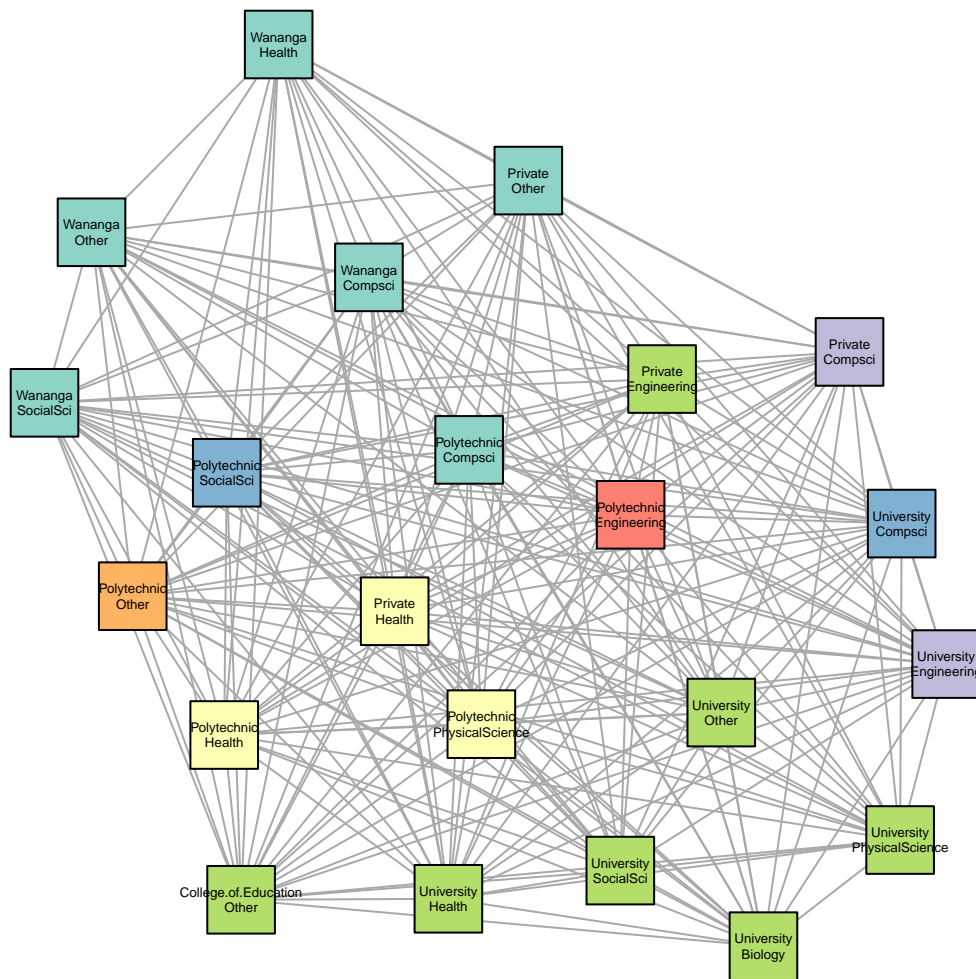 Wananga
Health
Private
Other
Wananga
Other
Wananga
Compsci
Private
Compsci
Private
Engineering
Wananga
SocialSci
Polytechnic
Compsci
Polytechnic
SocialSci
Polytechnic
Engineering
University
Compsci
Polytechnic
Other
Private
Health
University
Engineering
University
Other
Polytechnic
PhysicalScience
Polytechnic
Health
University
PhysicalScience
University
SocialSci
College.of.Education
Other
University
Health
University
Biology